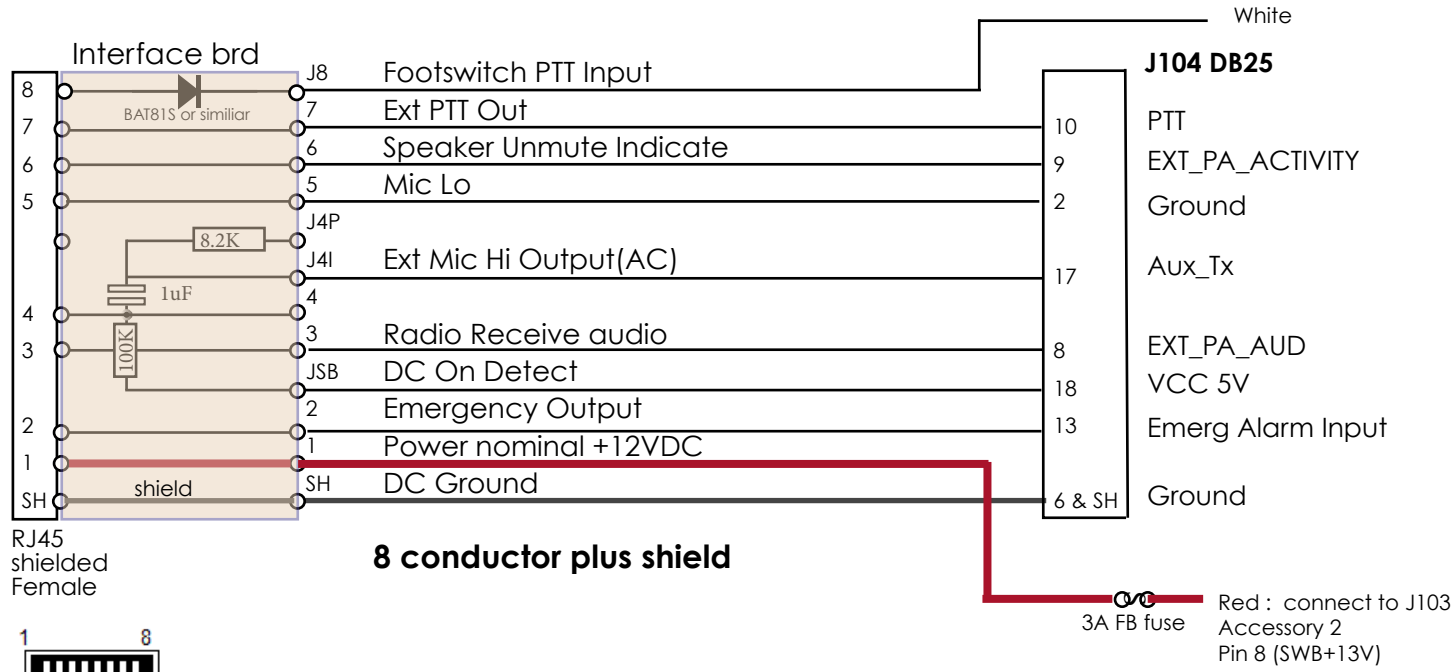 White
Interface brd
J104 DB25
8
J8
Footswitch PTT Input
BAT81S or similiar
7
7
Ext PTT Out
10
PTT
6
6
Speaker Unmute Indicate
9
EXT_PA_ACTIVITY
5
5
Mic Lo
2
Ground
J4P
8.2K
J4I
Ext Mic Hi Output(AC)
17
Aux_Tx
1uF
4
4
3
100K
3
Radio Receive audio
8
EXT_PA_AUD
JSB
DC On Detect
18
VCC 5V
2
2
Emergency Output
13
Emerg Alarm Input
1
1
Power nominal +12VDC
SH
shield
SH
DC Ground
6 & SH
Ground
RJ45
shielded
Female
8 conductor plus shield
3A FB fuse
Red : connect to J103
Accessory 2
Pin 8 (SWB+13V)
1 8